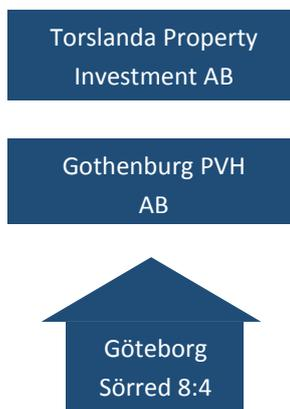 Torslanda Property
Investment AB
Gothenburg PVH
AB
Göteborg
Sörred 8:4